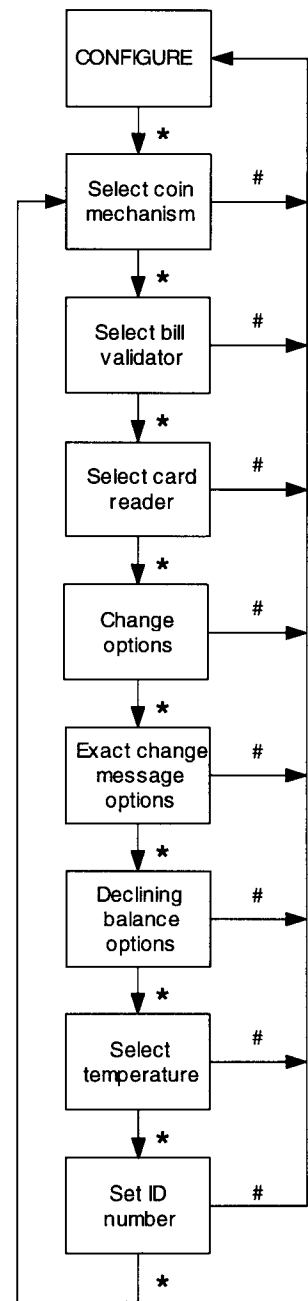 CONFIGURE
*
Select coin
mechanism
#
*
Select bill
validator
#
*
Select card
reader
#
*
Change
options
#
*
Exact change
message
options
#
*
Declining
balance
options
#
*
Select
temperature
#
*
Set ID
number
#
*